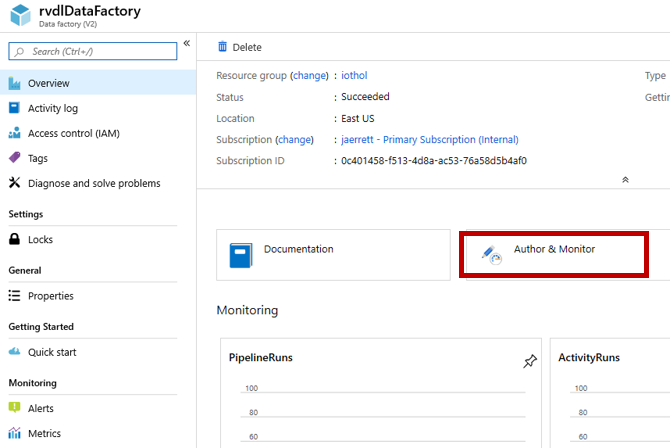 rvdlDataFactory
Data factory (V2)
Search (Ctrl+/)
«
Overview
Activity log
Access control (IAM)
Tags
Diagnose and solve problems
Settings
Locks
General
Properties
Getting Started
Quick start
Monitoring
Alerts
Metrics
Delete
Resource group (change) : iothol
Type
Status : Succeeded
Gettin
Location : East US
Subscription (change) : jaerrett - Primary Subscription (Internal)
Subscription ID : 0c401458-f513-4d8a-ac53-76a58d5b4af0
Documentation
Author & Monitor
Monitoring
PipelineRuns
100
80
60
ActivityRuns
100
80
60